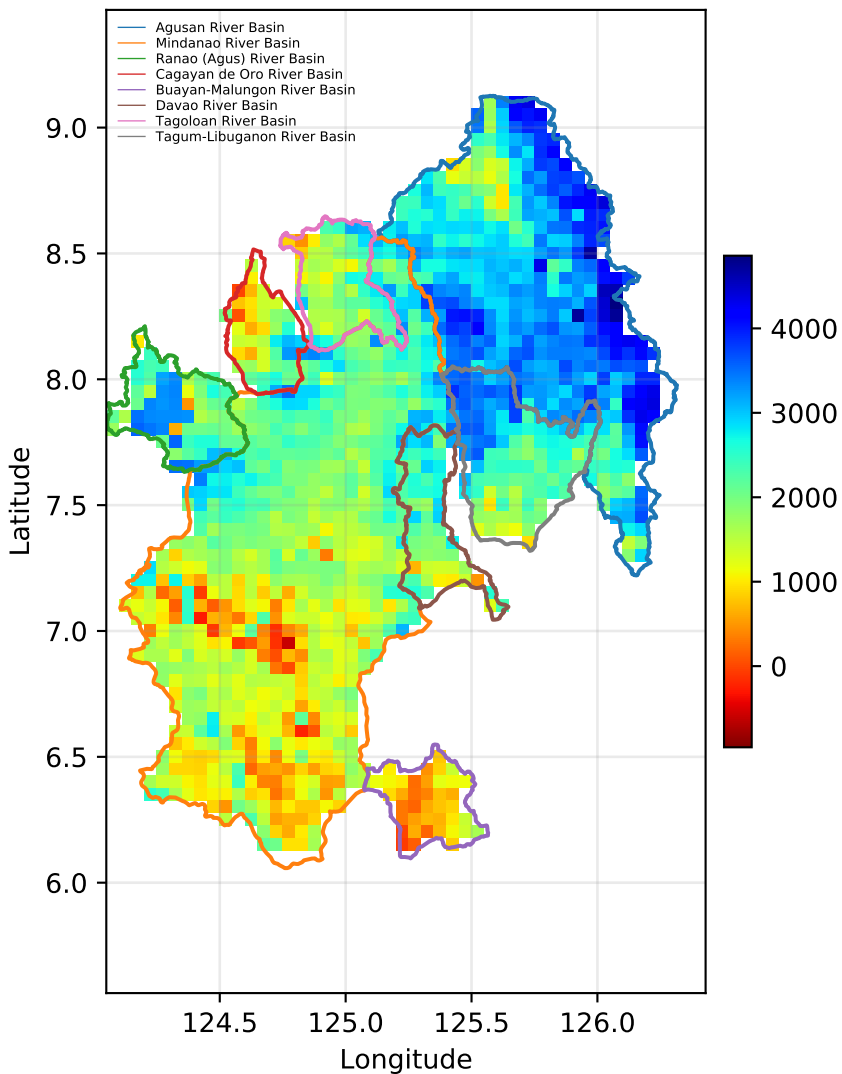 Agusan River Basin
Mindanao River Basin
Ranao (Agus) River Basin
Cagayan de Oro River Basin
Buayan-Malungon River Basin
Davao River Basin
Tagoloan River Basin
Tagum-Libuganon River Basin
9.0
8.5
8.0
7.5
7.0
6.5
6.0
Latitude
124.5 125.0 125.5 126.0
Longitude
4000
3000
2000
1000
0